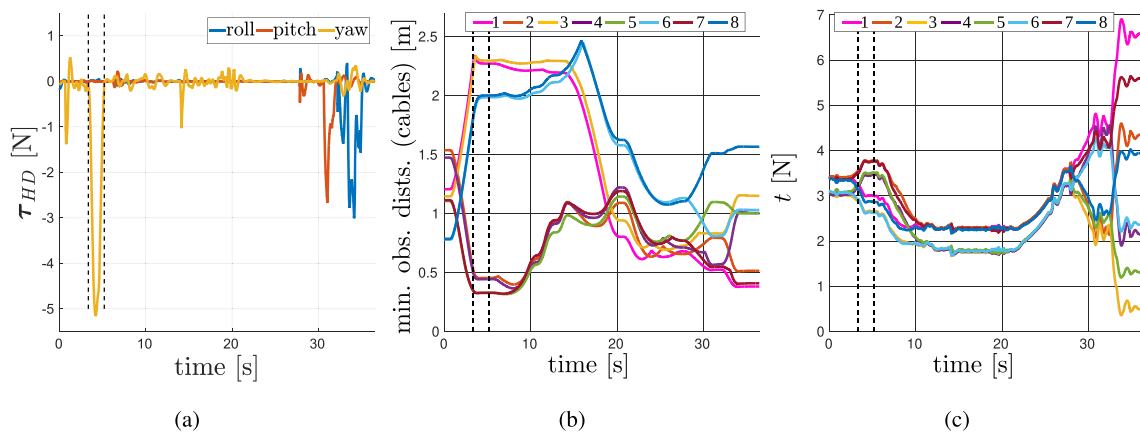 roll pitch yaw
τ_HD [N]
1
0
-1
-2
-3
-4
-5
0 10 20 30
time [s]
(a)
1 2 3 4 5 6 7 8
min. obs. dists. (cables) [m]
2.5
2
1.5
1
0.5
0
0 10 20 30
time [s]
(b)
1 2 3 4 5 6 7 8
t [N]
7
6
5
4
3
2
1
0
0 10 20 30
time [s]
(c)